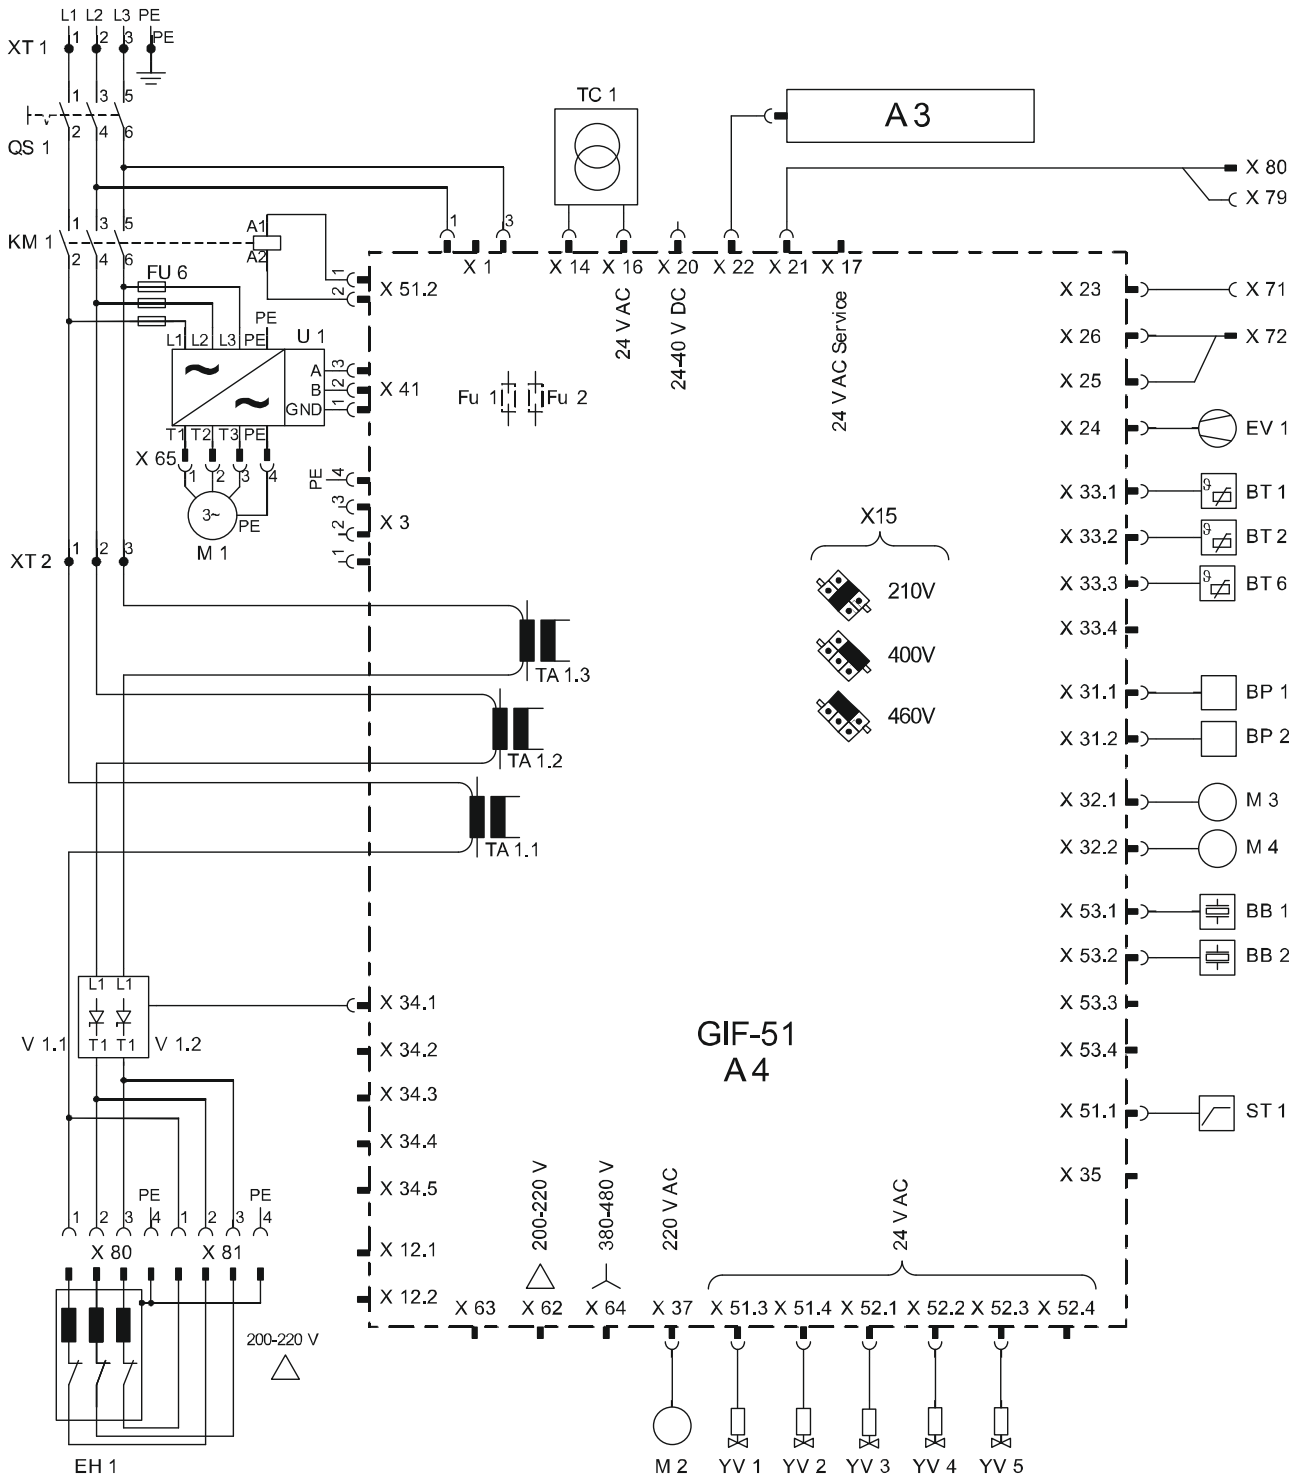 L1 L2 L3 PE
XT 1 1 2 3 PE
TC 1
A 3
1 3 5
QS 1 2 4 6
X 80
X 79
1 3 5
KM 1 2 4 6
A1
A2
1 3
X 1 X 14 X 16 X 20 X 22 X 21 X 17
24 V AC
24-40 V DC
24 V AC Service
FU 6
1
2
X 51.2
X 23 X 71
X 26 X 72
X 25
PE
L1 L2 L3 PE U 1
A 3
B 2
GND 1
X 41
Fu 1 Fu 2
X 24 EV 1
T1 T2 T3 PE
X 65
1 2 3 4
3~ PE
M 1
PE 4
3
2
1
X 3
X15
210V
400V
460V
X 33.1 BT 1
X 33.2 BT 2
X 33.3 BT 6
X 33.4
XT 2 1 2 3
TA 1.3
TA 1.2
TA 1.1
X 31.1 BP 1
X 31.2 BP 2
X 32.1 M 3
X 32.2 M 4
X 53.1 BB 1
X 53.2 BB 2
X 53.3
X 53.4
X 51.1 ST 1
X 35
L1 L1
V 1.1 T1 T1 V 1.2
X 34.1
X 34.2
X 34.3
X 34.4
X 34.5
X 12.1
X 12.2
GIF-51
A 4
PE PE
1 2 3 4 1 2 3 4
X 80 X 81
200-220 V
EH 1
200-220 V
380-480 V
220 V AC
24 V AC
X 63 X 62 X 64 X 37 X 51.3 X 51.4 X 52.1 X 52.2 X 52.3 X 52.4
M 2 YV 1 YV 2 YV 3 YV 4 YV 5